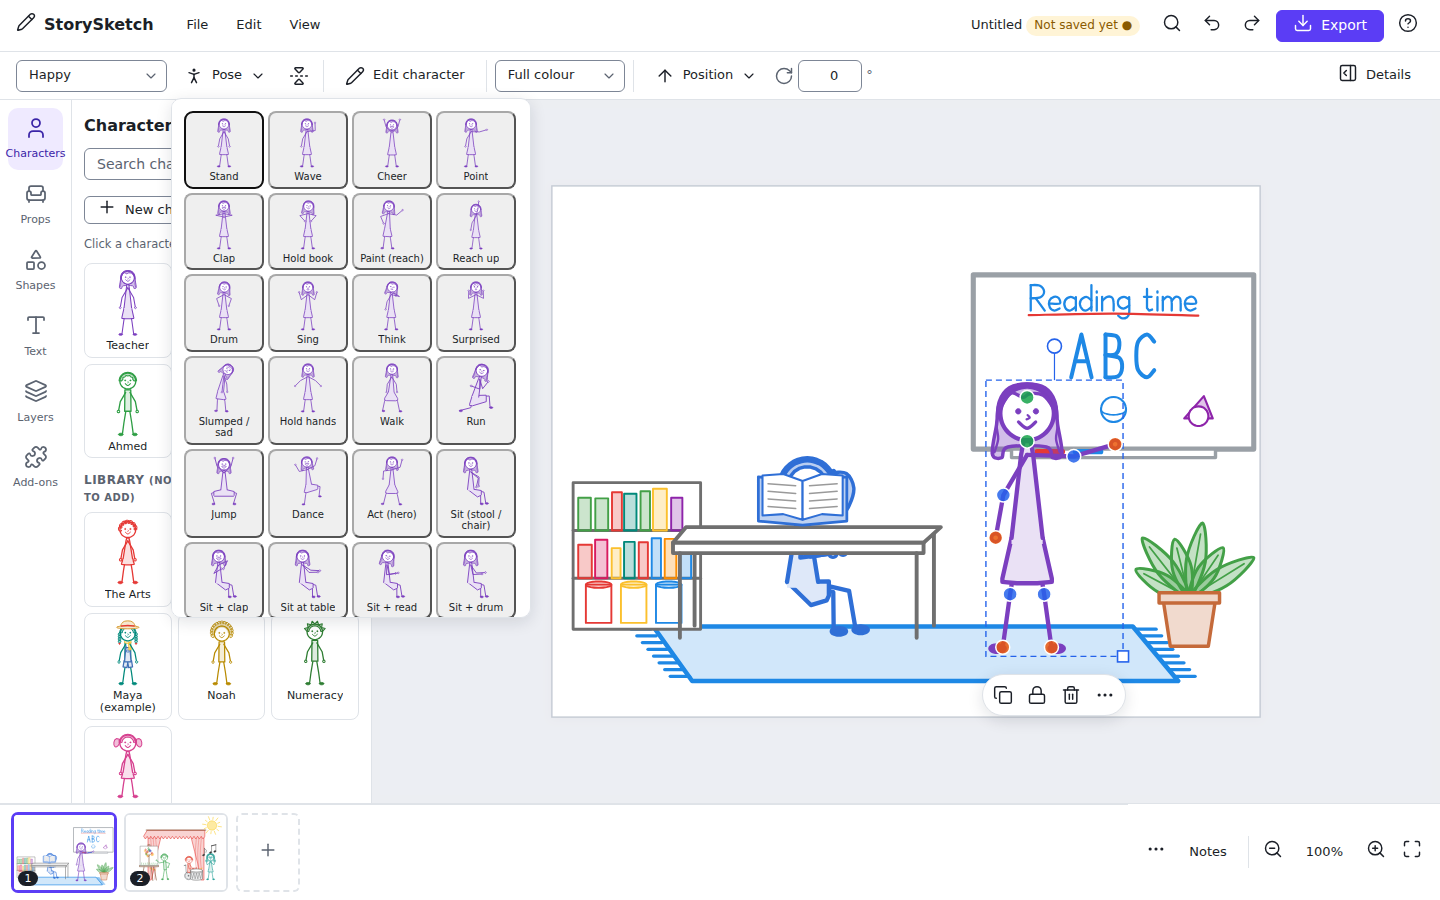 StorySketch
File
Edit
View
Untitled
Not saved yet
Export
Happy
Pose
Edit character
Full colour
Position
0
°
Details
Characters
Props
Shapes
Text
Layers
Add-ons
Character
Search cha
New ch
Click a characte
Teacher
Ahmed
LIBRARY (NO
TO ADD)
The Arts
Maya
(example)
Noah
Numeracy
Stand
Wave
Cheer
Point
Clap
Hold book
Paint (reach)
Reach up
Drum
Sing
Think
Surprised
Slumped /
sad
Hold hands
Walk
Run
Jump
Dance
Act (hero)
Sit (stool /
chair)
Sit + clap
Sit at table
Sit + read
Sit + drum
Reading time
ABC
Reading time
ABC
1
2
Notes
100%